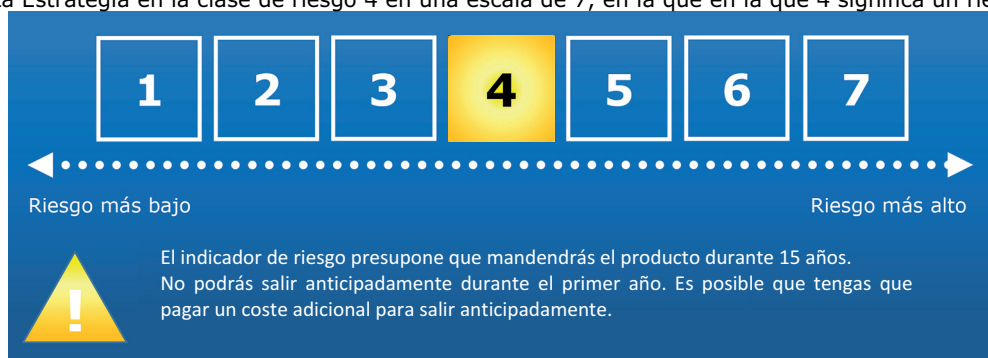 ta Estrategia en la clase de riesgo 4 en una escala de 7, en la que en la que 4 significa un rie
1 2 3 4 5 6 7
Riesgo más bajo Riesgo más alto
El indicador de riesgo presupone que mandendrás el producto durante 15 años.
No podrás salir anticipadamente durante el primer año. Es posible que tengas que
pagar un coste adicional para salir anticipadamente.
!